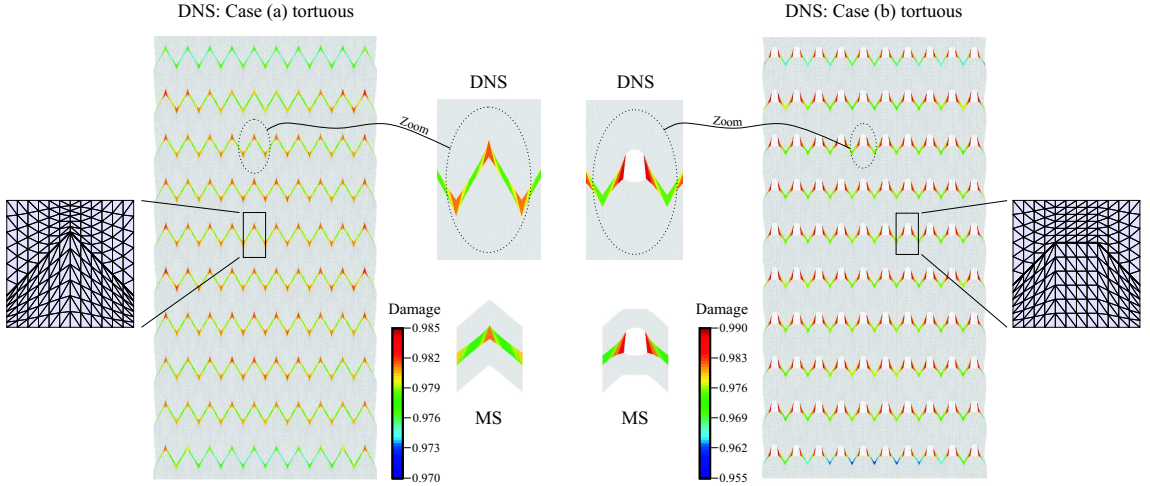 DNS: Case (a) tortuous
DNS: Case (b) tortuous
DNS
DNS
Zoom
Zoom
Damage
0.985
0.982
0.979
0.976
0.973
0.970
MS
Damage
0.990
0.983
0.976
0.969
0.962
0.955
MS